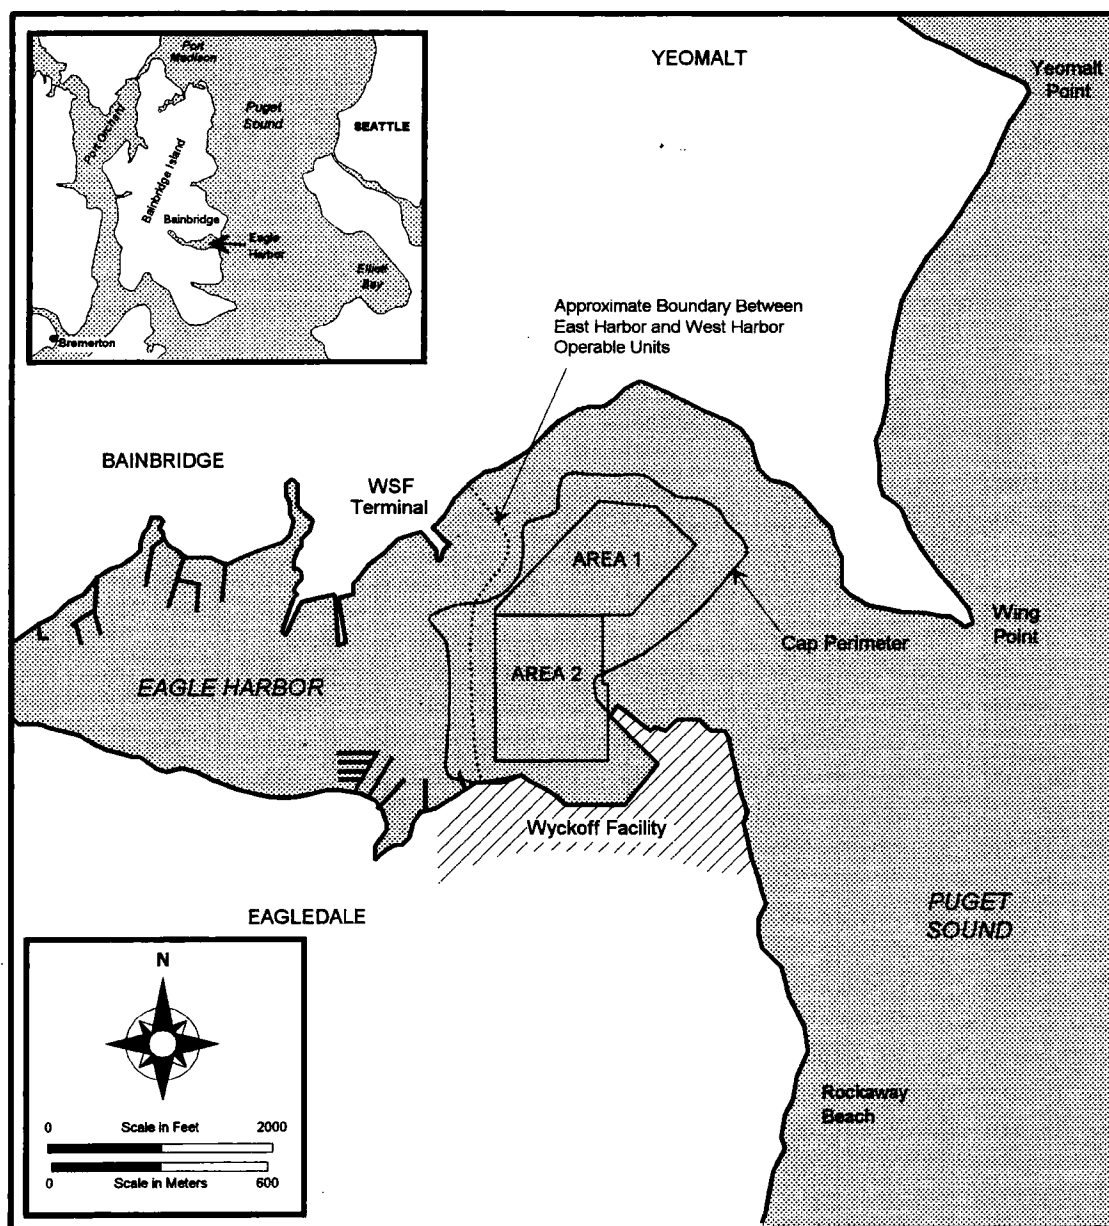 Port
Madison
Puget
Sound
SEATTLE
Port Orchard
Bainbridge Island
Bainbridge
Eagle
Harbor
Elliott
Bay
Bremerton
YEOMALT
Yeomalt
Point
Approximate Boundary Between
East Harbor and West Harbor
Operable Units
BAINBRIDGE
WSF
Terminal
AREA 1
Wing
Point
Cap Perimeter
EAGLE HARBOR
AREA 2
Wyckoff Facility
PUGET
SOUND
EAGLEDALE
N
0 Scale in Feet 2000
0 Scale in Meters 600
Rockaway
Beach